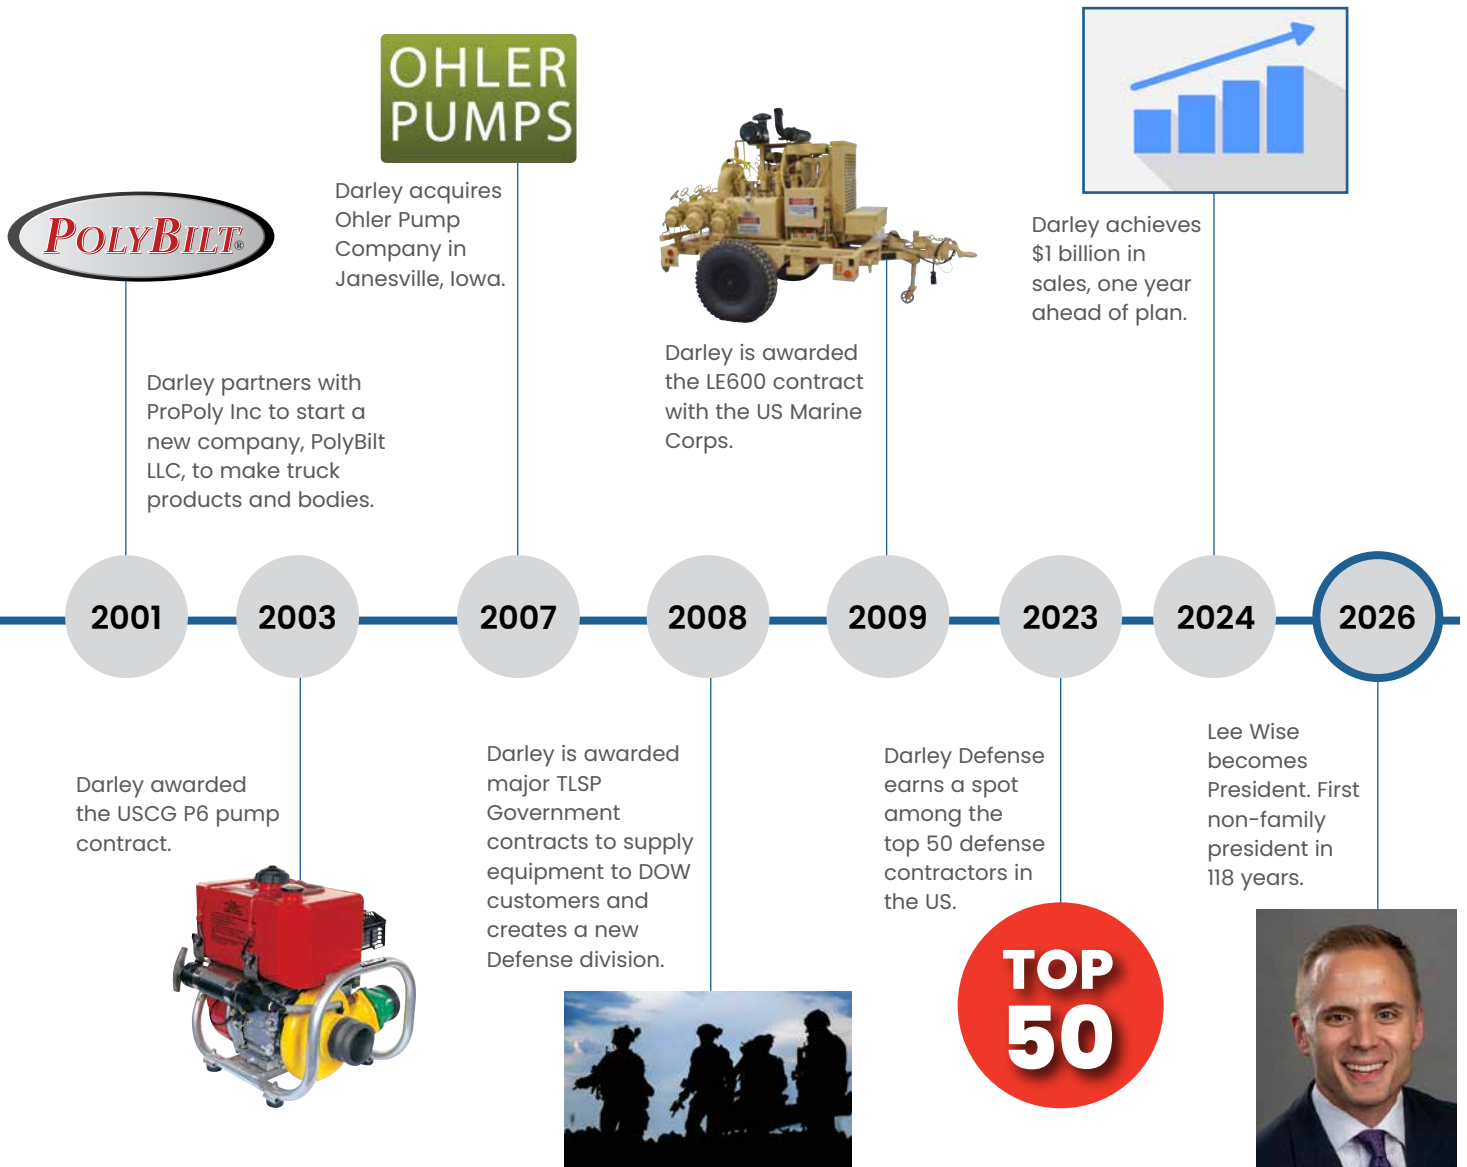 OHLER
PUMPS
POLYBILT®
Darley acquires
Ohler Pump
Company in
Janesville, Iowa.
Darley achieves
$1 billion in
sales, one year
ahead of plan.
Darley is awarded
the LE600 contract
with the US Marine
Corps.
Darley partners with
ProPoly Inc to start a
new company, PolyBilt
LLC, to make truck
products and bodies.
2001
2003
2007
2008
2009
2023
2024
2026
Darley awarded
the USCG P6 pump
contract.
Darley is awarded
major TLSP
Government
contracts to supply
equipment to DOW
customers and
creates a new
Defense division.
Darley Defense
earns a spot
among the
top 50 defense
contractors in
the US.
TOP
50
Lee Wise
becomes
President. First
non-family
president in
118 years.